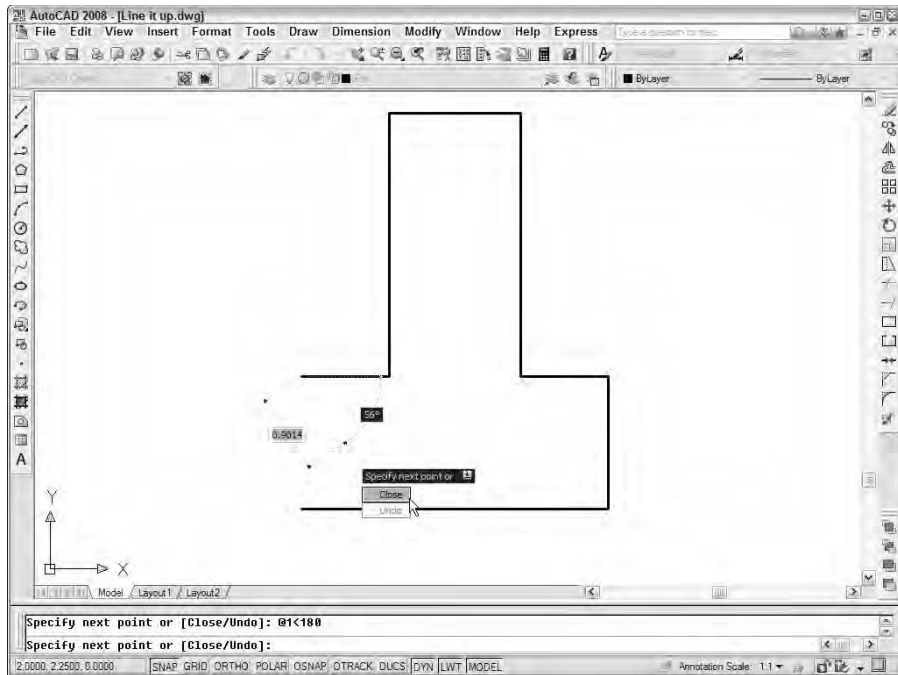 AutoCAD 2008 - [Line it up.dwg]
File Edit View Insert Format Tools Draw Dimension Modify Window Help Express
ByLayer ByLayer
56°
0.9014
Specify next point or
Close
Undo
Y
X
A
Model Layout1 Layout2
Specify next point or [Close/Undo]: @1<180
Specify next point or [Close/Undo]:
2.0000, 2.2500, 0.0000 SNAP GRID ORTHO POLAR OSNAP OTRACK DUCS DYN LWT MODEL Annotation Scale: 1:1